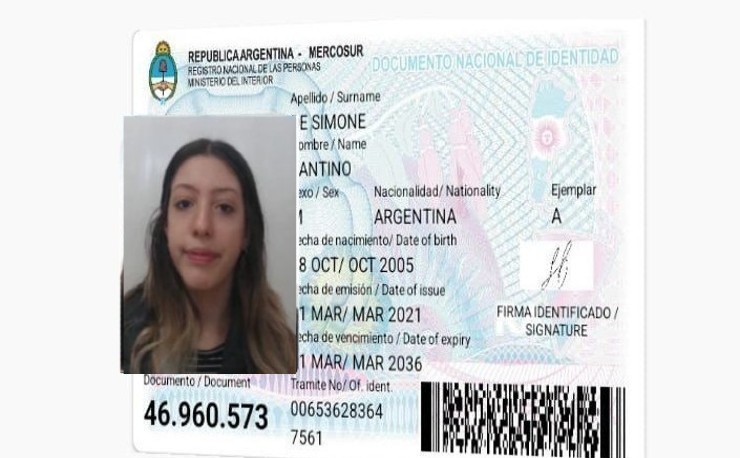 REPUBLICA ARGENTINA - MERCOSUR
REGISTRO NACIONAL DE LAS PERSONAS
MINISTERIO DEL INTERIOR
DOCUMENTO NACIONAL DE IDENTIDAD
Apellido / Surname
E SIMONE
ombre / Name
ANTINO
exo / Sex
Nacionalidad/ Nationality
Ejemplar
ARGENTINA
A
echa de nacimiento/ Date of birth
8 OCT/ OCT 2005
echa de emisión / Date of issue
1 MAR/ MAR 2021
FIRMA IDENTIFICADO /
SIGNATURE
echa de vencimiento / Date of expiry
1 MAR/ MAR 2036
Documento / Document
Tramite No/ Of. ident.
46.960.573
00653628364
7561